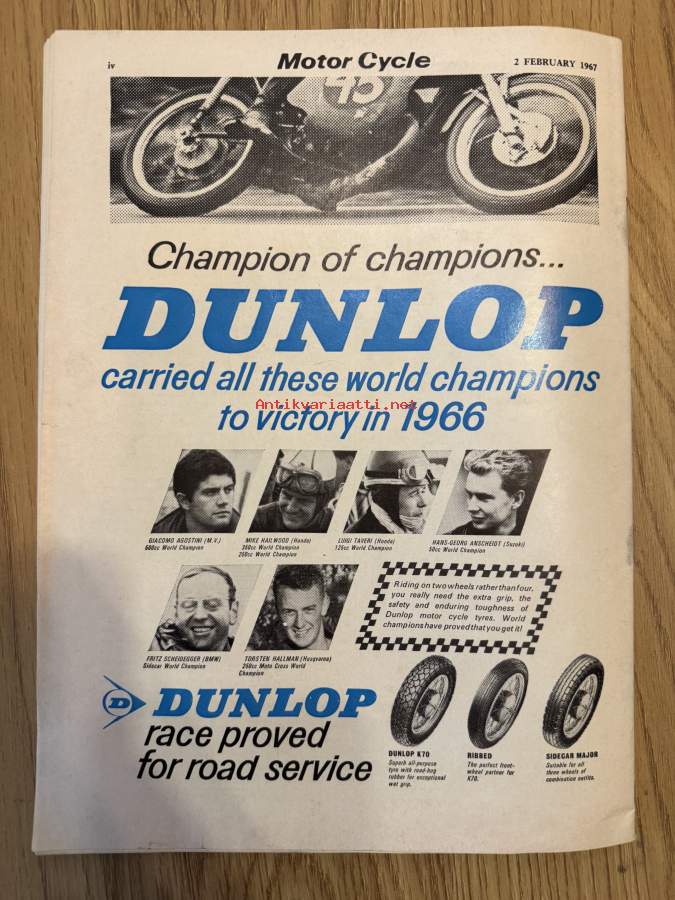 iv
Motor Cycle
2 FEBRUARY 1967
45
Champion of champions...
DUNLOP
carried all these world champions
Antikvariaatti.net
to victory in 1966
GIACOMO AGOSTINI (M.V.)
500cc World Champion
MIKE HAILWOOD (Honda)
350cc World Champion
250cc World Champion
LUIGI TAVERI (Honda)
125cc World Champion
HANS-GEORG ANSCHEIDT (Suzuki)
50cc World Champion
Riding on two wheels rather than four,
you really need the extra grip, the
safety and enduring toughness of
Dunlop motor cycle tyres. World
champions have proved that you get it!
FRITZ SCHEIDEGGER (BMW)
Sidecar World Champion
TORSTEN HALLMAN (Husqvarna)
250cc Moto Cross World
Champion
D DUNLOP
race proved
for road service
DUNLOP K70
Superb all-purpose
tyre with road-hug
rubber for exceptional
wet grip.
RIBBED
The perfect front-
wheel partner for
K70.
SIDECAR MAJOR
Suitable for all
three wheels of
combination outfits.